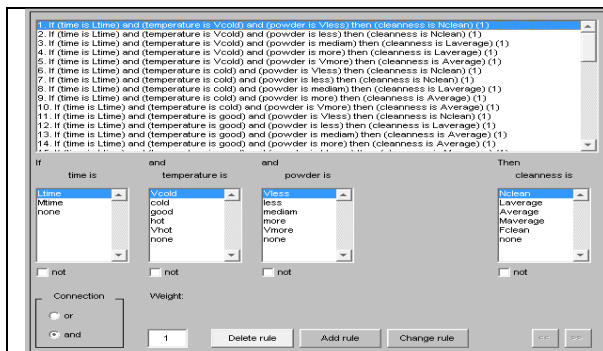 1. If (time is Ltime) and (temperature is Vcold) and (powder is Vless) then (cleanness is Nclean) (1)
2. If (time is Ltime) and (temperature is Vcold) and (powder is less) then (cleanness is Nclean) (1)
3. If (time is Ltime) and (temperature is Vcold) and (powder is mediam) then (cleanness is Laverage) (1)
4. If (time is Ltime) and (temperature is Vcold) and (powder is more) then (cleanness is Laverage) (1)
5. If (time is Ltime) and (temperature is Vcold) and (powder is Vmore) then (cleanness is Average) (1)
6. If (time is Ltime) and (temperature is cold) and (powder is Vless) then (cleanness is Nclean) (1)
7. If (time is Ltime) and (temperature is cold) and (powder is less) then (cleanness is Nclean) (1)
8. If (time is Ltime) and (temperature is cold) and (powder is mediam) then (cleanness is Laverage) (1)
9. If (time is Ltime) and (temperature is cold) and (powder is more) then (cleanness is Average) (1)
10. If (time is Ltime) and (temperature is cold) and (powder is Vmore) then (cleanness is Average) (1)
11. If (time is Ltime) and (temperature is good) and (powder is Vless) then (cleanness is Nclean) (1)
12. If (time is Ltime) and (temperature is good) and (powder is less) then (cleanness is Laverage) (1)
13. If (time is Ltime) and (temperature is good) and (powder is mediam) then (cleanness is Average) (1)
14. If (time is Ltime) and (temperature is good) and (powder is more) then (cleanness is Average) (1)
If and and Then
time is temperature is powder is cleanness is
Ltime Vcold Vless Nclean
Mtime cold less Laverage
none good mediam Average
hot more Maverage
Vhot Vmore Fclean
none none none
not not not not
Connection Weight:
or
and 1 Delete rule Add rule Change rule << >>